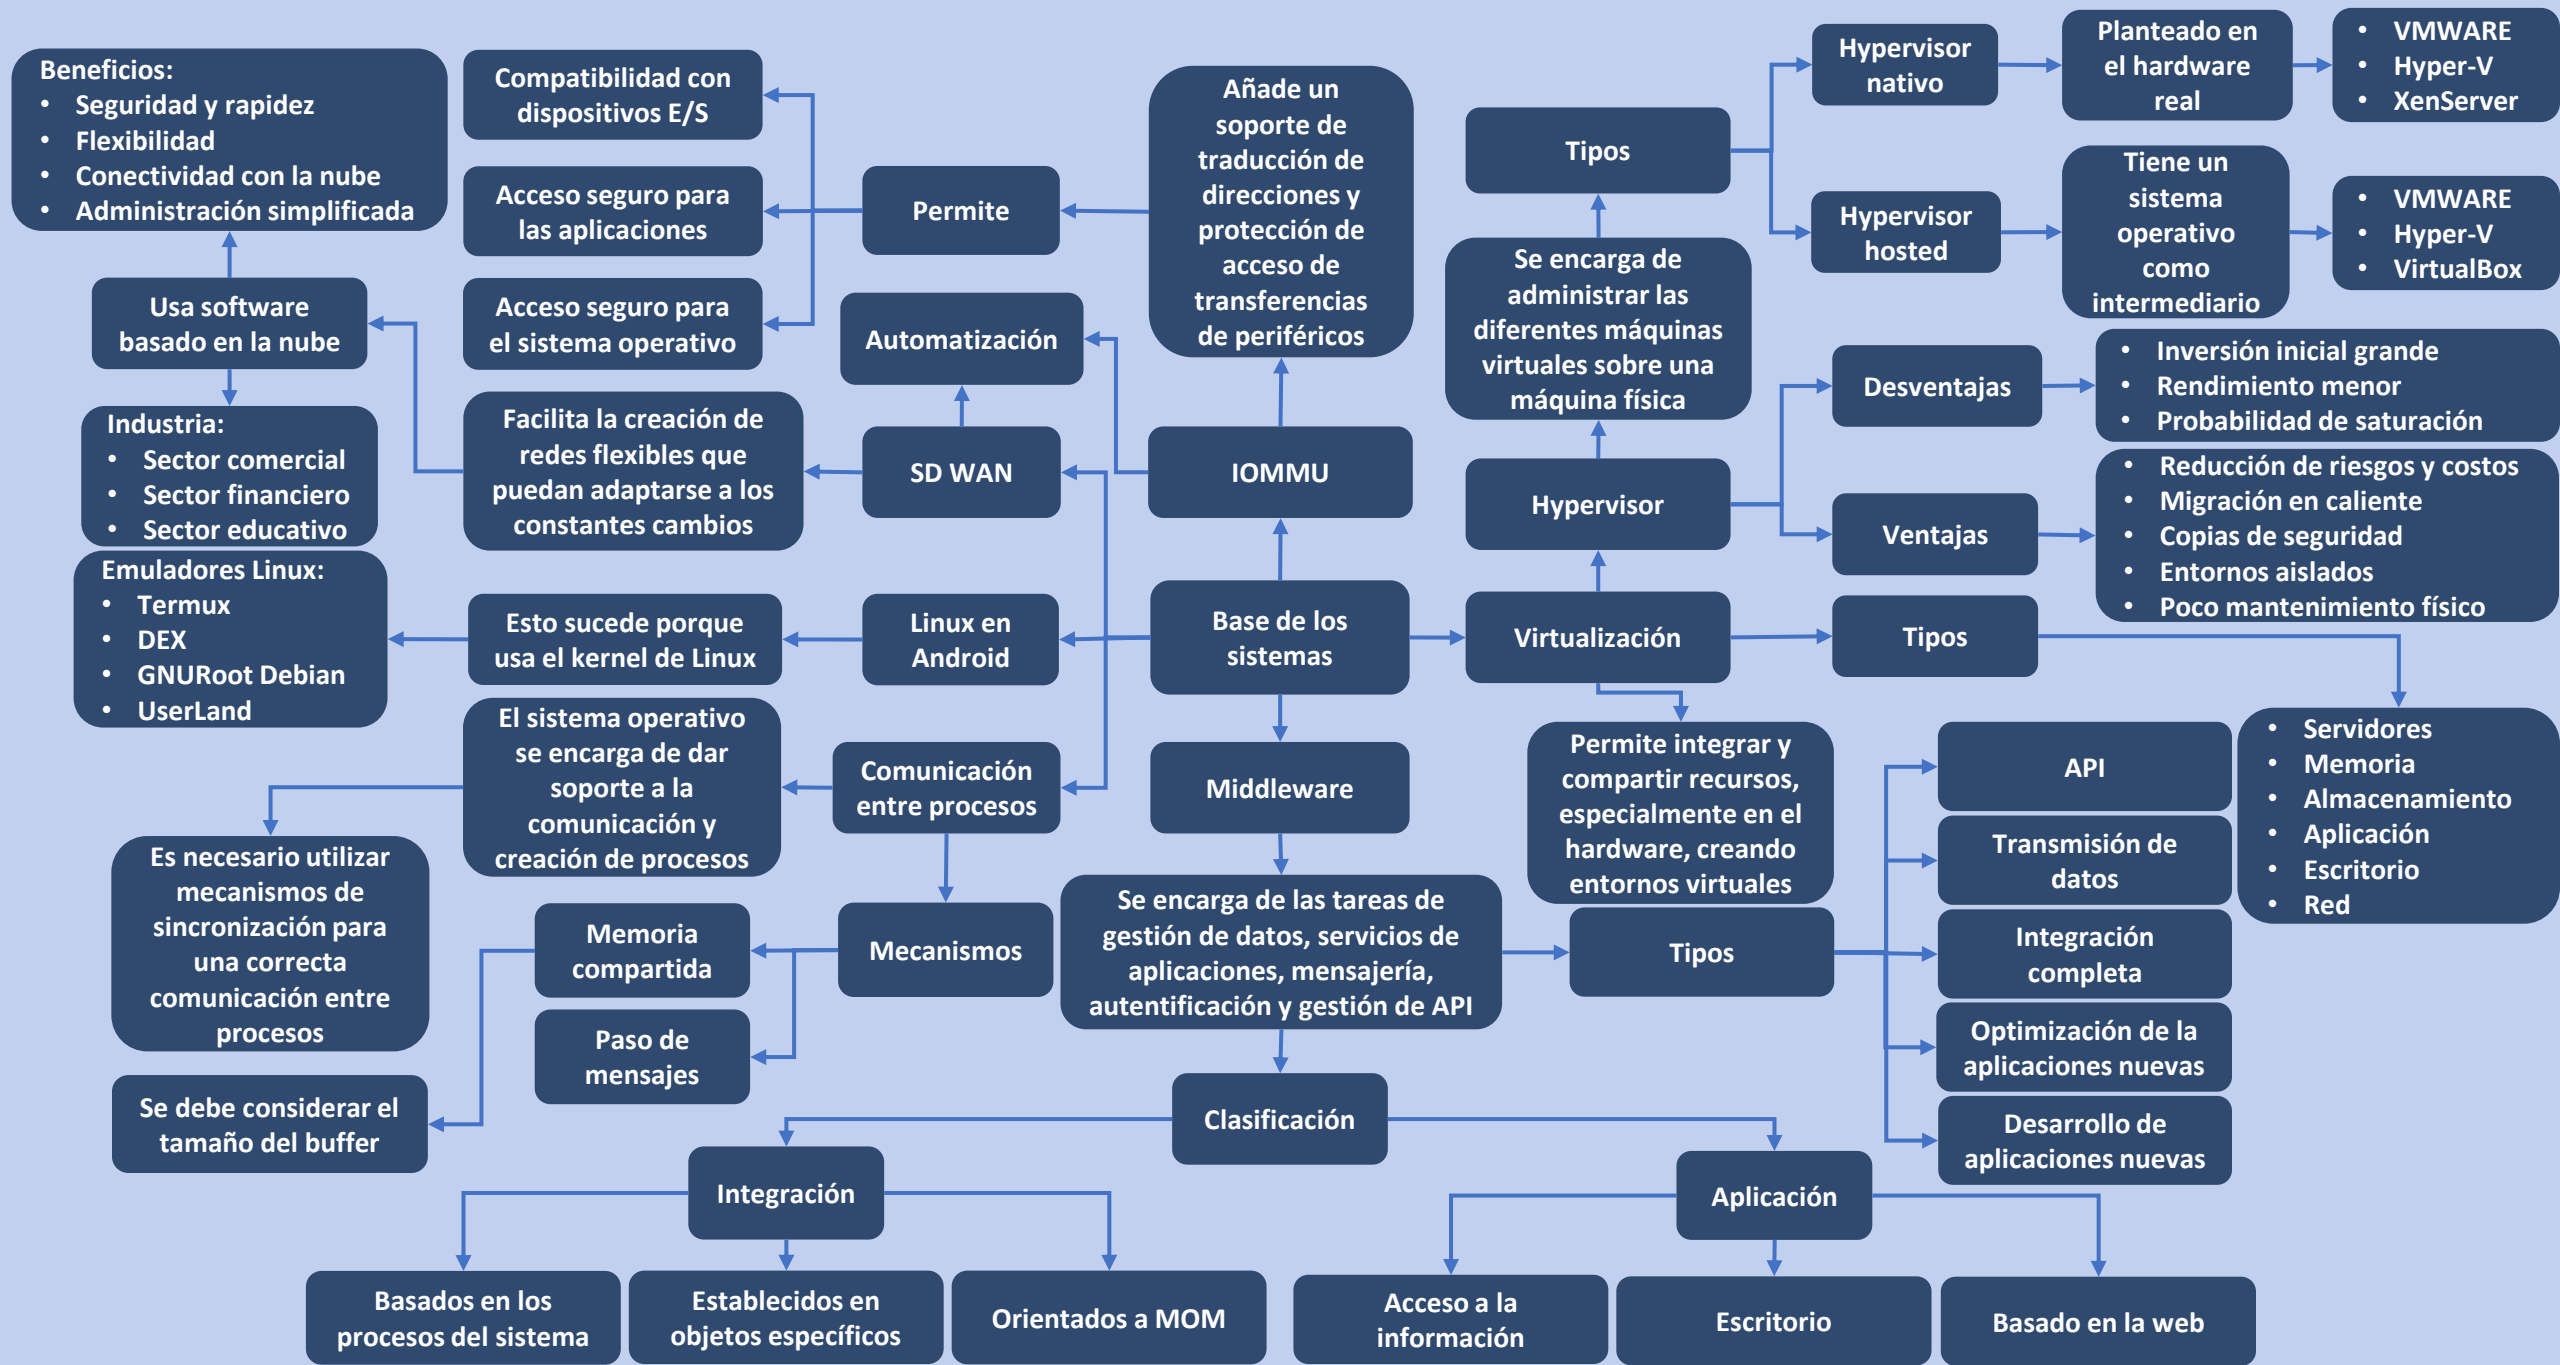 Beneficios:
• Seguridad y rapidez
• Flexibilidad
• Conectividad con la nube
• Administración simplificada
Usa software
basado en la nube
Industria:
• Sector comercial
• Sector financiero
• Sector educativo
Emuladores Linux:
• Termux
• DEX
• GNURoot Debian
• UserLand
Compatibilidad con
dispositivos E/S
Acceso seguro para
las aplicaciones
Acceso seguro para
el sistema operativo
Permite
Añade un
soporte de
traducción de
direcciones y
protección de
acceso de
transferencias
de periféricos
Automatización
Facilita la creación de
redes flexibles que
puedan adaptarse a los
constantes cambios
SD WAN
IOMMU
Esto sucede porque
usa el kernel de Linux
Linux en
Android
Base de los
sistemas
El sistema operativo
se encarga de dar
soporte a la
comunicación y
creación de procesos
Comunicación
entre procesos
Middleware
Es necesario utilizar
mecanismos de
sincronización para
una correcta
comunicación entre
procesos
Memoria
compartida
Mecanismos
Paso de
mensajes
Se debe considerar el
tamaño del buffer
Se encarga de las tareas de
gestión de datos, servicios de
aplicaciones, mensajería,
autentificación y gestión de API
Tipos
Hypervisor
nativo
Planteado en
el hardware
real
• VMWARE
• Hyper-V
• XenServer
Hypervisor
hosted
Tiene un
sistema
operativo
como
intermediario
• VMWARE
• Hyper-V
• VirtualBox
Se encarga de
administrar las
diferentes máquinas
virtuales sobre una
máquina física
Desventajas
• Inversión inicial grande
• Rendimiento menor
• Probabilidad de saturación
Hypervisor
Ventajas
• Reducción de riesgos y costos
• Migración en caliente
• Copias de seguridad
• Entornos aislados
• Poco mantenimiento físico
Virtualización
Tipos
• Servidores
• Memoria
• Almacenamiento
• Aplicación
• Escritorio
• Red
Permite integrar y
compartir recursos,
especialmente en el
hardware, creando
entornos virtuales
Tipos
API
Transmisión de
datos
Integración
completa
Optimización de la
aplicaciones nuevas
Desarrollo de
aplicaciones nuevas
Clasificación
Integración
Aplicación
Basados en los
procesos del sistema
Establecidos en
objetos específicos
Orientados a MOM
Acceso a la
información
Escritorio
Basado en la web